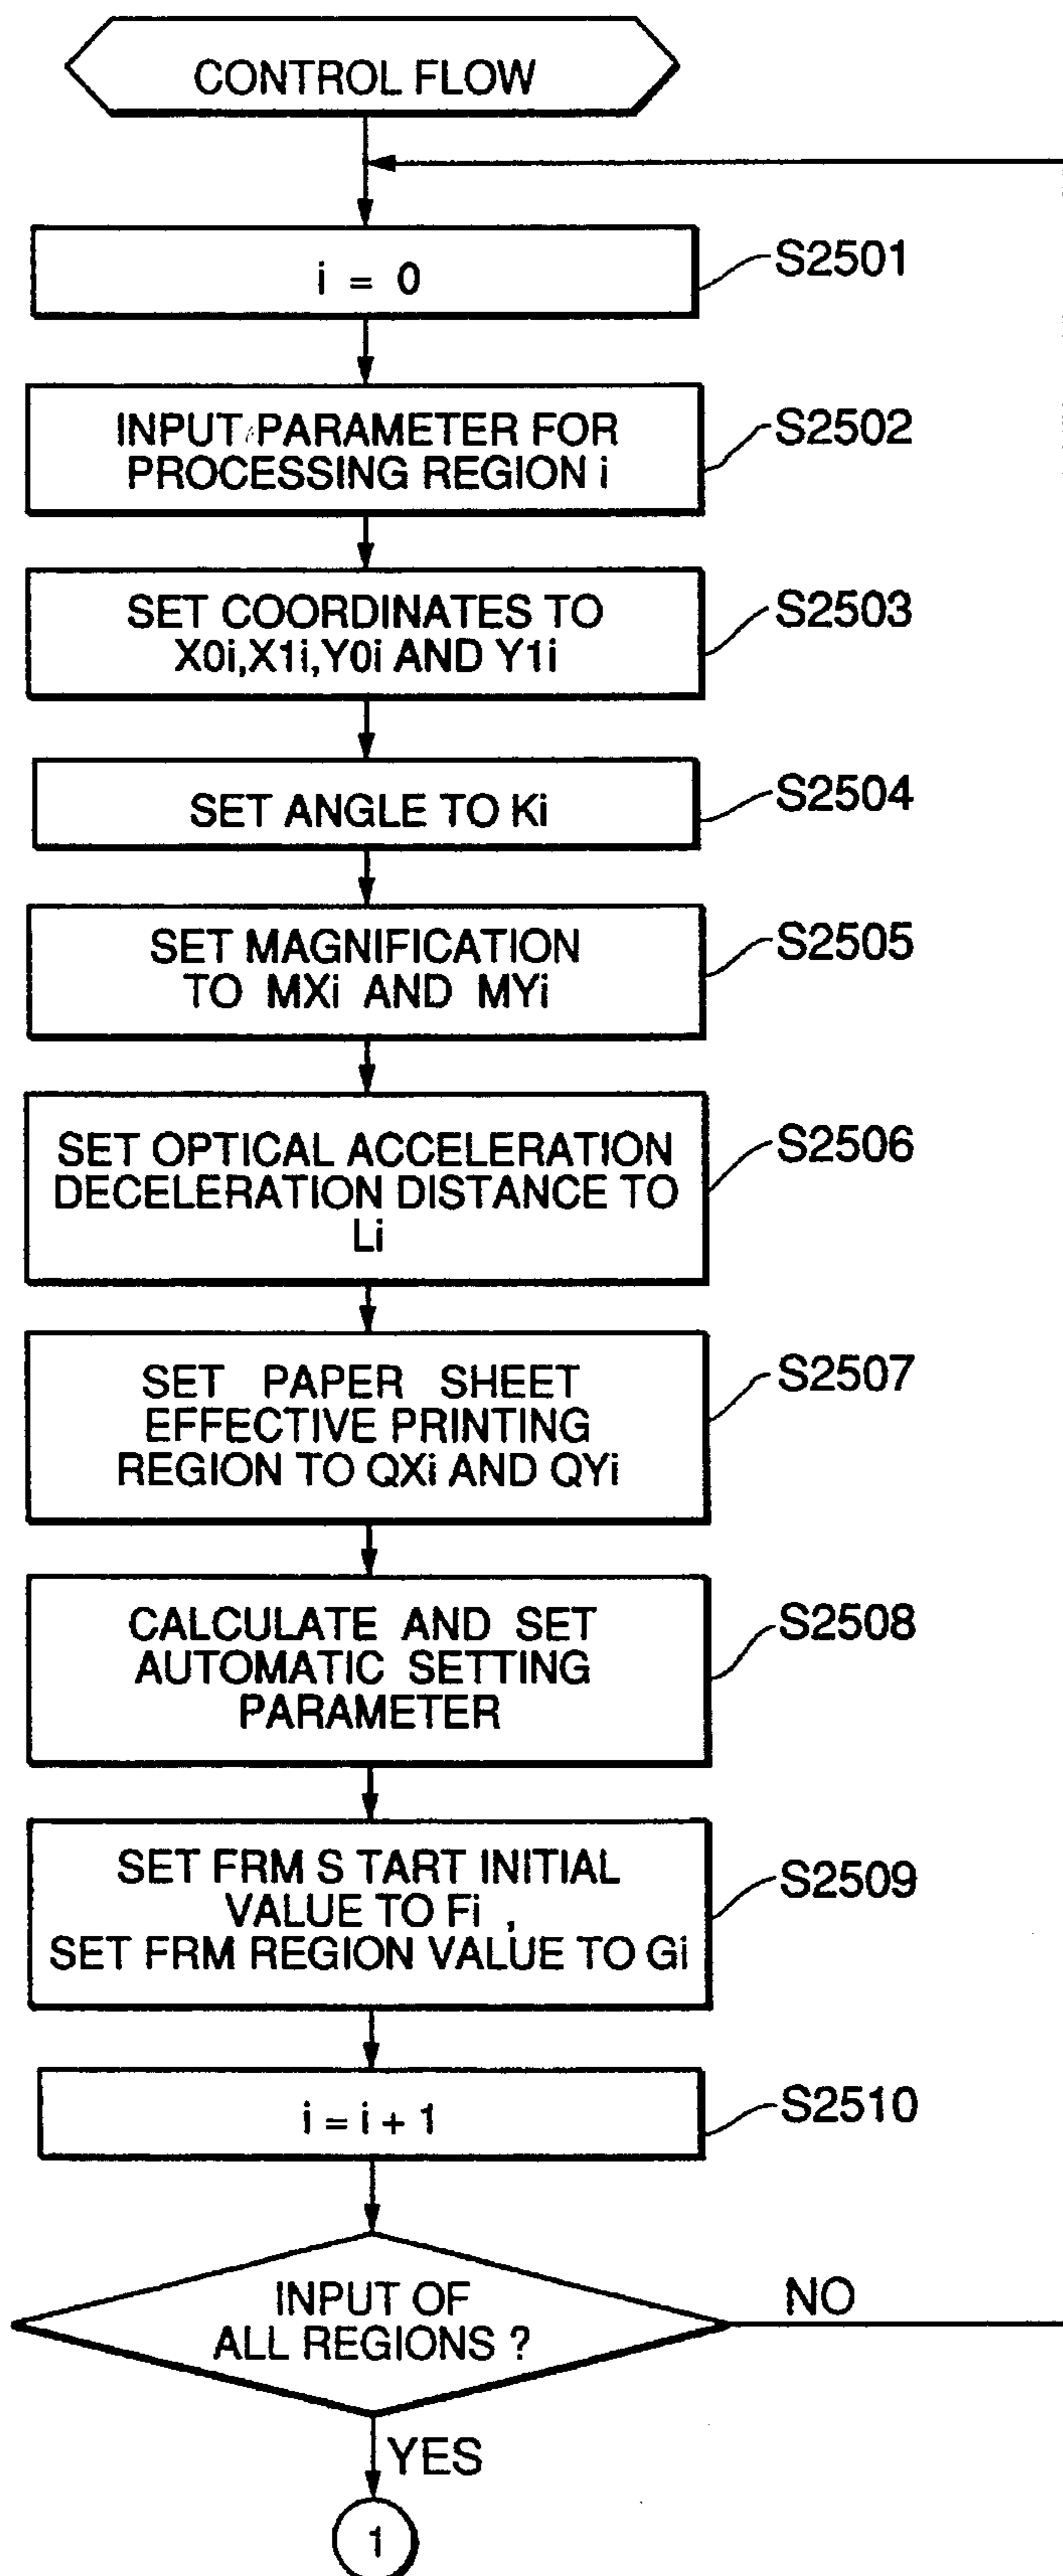 CONTROL FLOW
i = 0
S2501
INPUT PARAMETER FOR
PROCESSING REGION i
S2502
SET COORDINATES TO
X0i,X1i,Y0i AND Y1i
S2503
SET ANGLE TO Ki
S2504
SET MAGNIFICATION
TO MXi AND MYi
S2505
SET OPTICAL ACCELERATION
DECELERATION DISTANCE TO
Li
S2506
SET PAPER SHEET
EFFECTIVE PRINTING
REGION TO QXi AND QYi
S2507
CALCULATE AND SET
AUTOMATIC SETTING
PARAMETER
S2508
SET FRM S TART INITIAL
VALUE TO Fi ,
SET FRM REGION VALUE TO Gi
S2509
i = i + 1
S2510
INPUT OF
ALL REGIONS ?
NO
YES
1